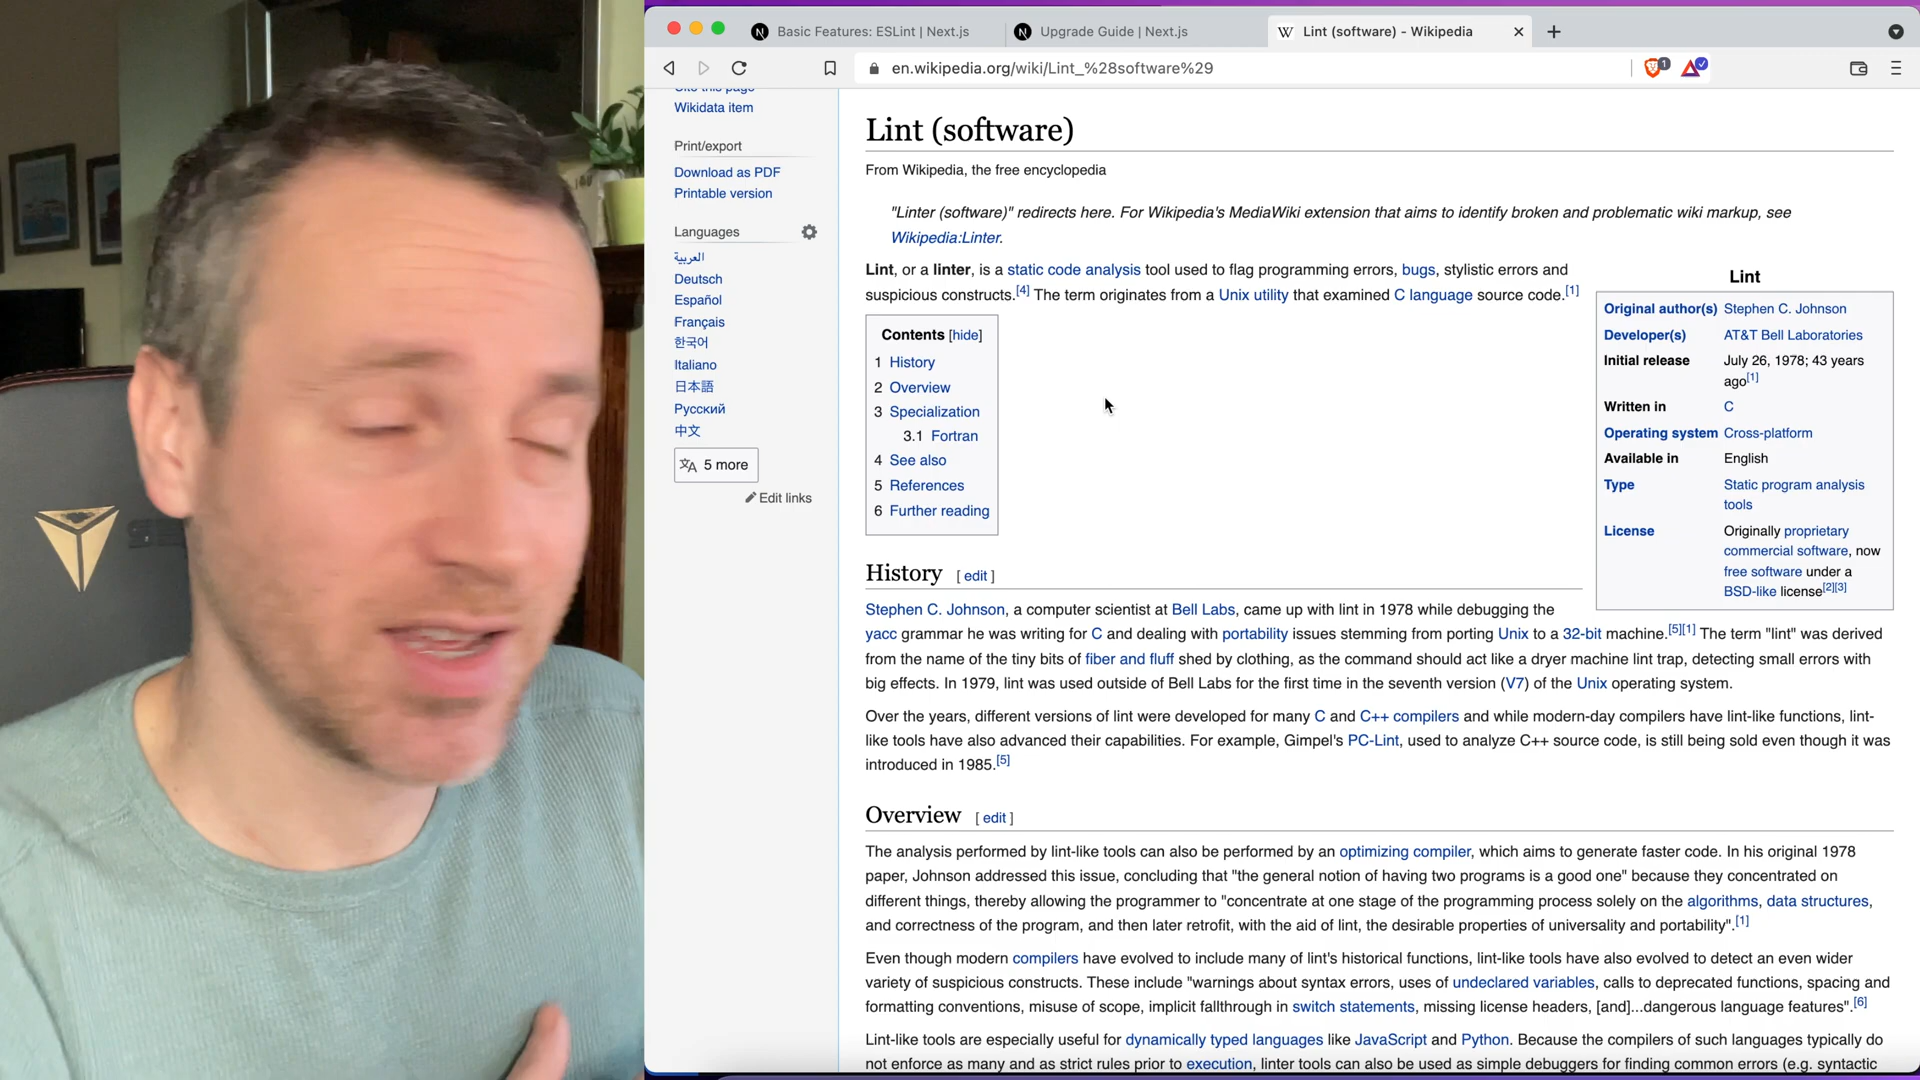 Basic Features: ESLint | Next.js
Upgrade Guide | Next.js
Lint (software) - Wikipedia
en.wikipedia.org/wiki/Lint_%28software%29
1
Cite this page
Wikidata item
Print/export
Download as PDF
Printable version
Languages
العربية
Deutsch
Español
Français
한국어
Italiano
日本語
Русский
中文
5 more
Edit links
Lint (software)
From Wikipedia, the free encyclopedia
"Linter (software)" redirects here. For Wikipedia's MediaWiki extension that aims to identify broken and problematic wiki markup, see
Wikipedia:Linter.
Lint, or a linter, is a static code analysis tool used to flag programming errors, bugs, stylistic errors and
suspicious constructs.[4] The term originates from a Unix utility that examined C language source code.[1]
Contents [hide]
1 History
2 Overview
3 Specialization
3.1 Fortran
4 See also
5 References
6 Further reading
Lint
Original author(s) Stephen C. Johnson
Developer(s) AT&T Bell Laboratories
Initial release July 26, 1978; 43 years
ago[1]
Written in C
Operating system Cross-platform
Available in English
Type Static program analysis
tools
License Originally proprietary
commercial software, now
free software under a
BSD-like license[2][3]
History [ edit ]
Stephen C. Johnson, a computer scientist at Bell Labs, came up with lint in 1978 while debugging the
yacc grammar he was writing for C and dealing with portability issues stemming from porting Unix to a 32-bit machine.[5][1] The term "lint" was derived
from the name of the tiny bits of fiber and fluff shed by clothing, as the command should act like a dryer machine lint trap, detecting small errors with
big effects. In 1979, lint was used outside of Bell Labs for the first time in the seventh version (V7) of the Unix operating system.
Over the years, different versions of lint were developed for many C and C++ compilers and while modern-day compilers have lint-like functions, lint-
like tools have also advanced their capabilities. For example, Gimpel's PC-Lint, used to analyze C++ source code, is still being sold even though it was
introduced in 1985.[5]
Overview [ edit ]
The analysis performed by lint-like tools can also be performed by an optimizing compiler, which aims to generate faster code. In his original 1978
paper, Johnson addressed this issue, concluding that "the general notion of having two programs is a good one" because they concentrated on
different things, thereby allowing the programmer to "concentrate at one stage of the programming process solely on the algorithms, data structures,
and correctness of the program, and then later retrofit, with the aid of lint, the desirable properties of universality and portability".[1]
Even though modern compilers have evolved to include many of lint's historical functions, lint-like tools have also evolved to detect an even wider
variety of suspicious constructs. These include "warnings about syntax errors, uses of undeclared variables, calls to deprecated functions, spacing and
formatting conventions, misuse of scope, implicit fallthrough in switch statements, missing license headers, [and]...dangerous language features".[6]
Lint-like tools are especially useful for dynamically typed languages like JavaScript and Python. Because the compilers of such languages typically do
not enforce as many and as strict rules prior to execution, linter tools can also be used as simple debuggers for finding common errors (e.g. syntactic